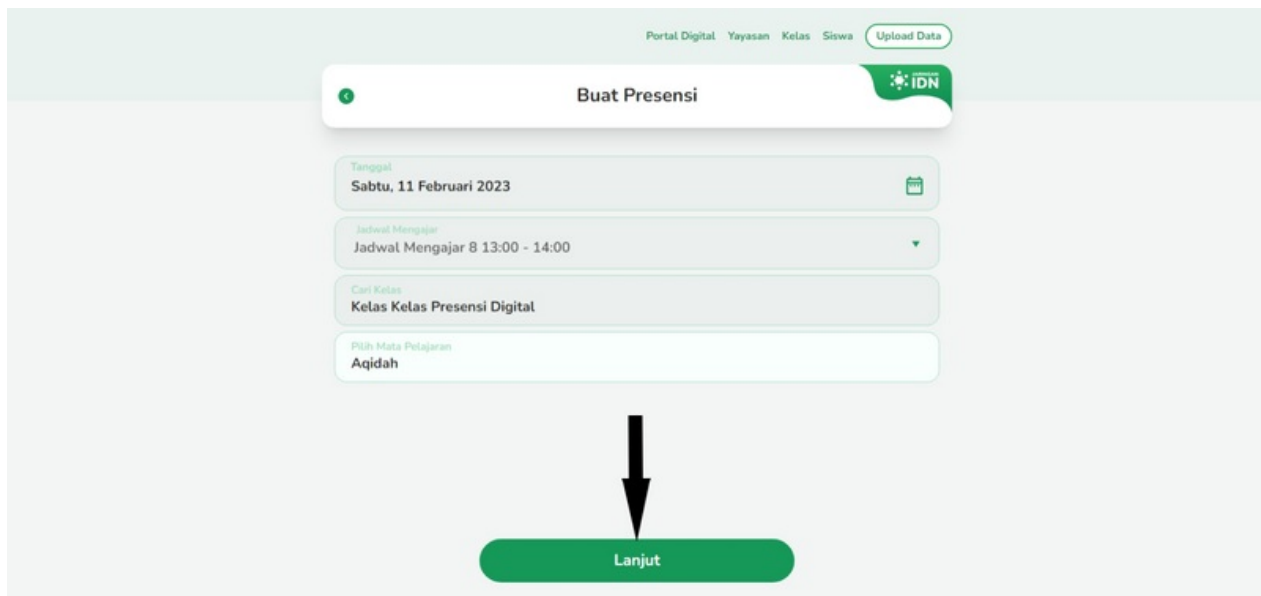 Portal Digital Yayasan Kelas Siswa Upload Data
JARINGAN
IDN
Buat Presensi
Tanggal
Sabtu, 11 Februari 2023
Jadwal Mengajar
Jadwal Mengajar 8 13:00 - 14:00
Cari Kelas
Kelas Kelas Presensi Digital
Pilih Mata Pelajaran
Aqidah
Lanjut